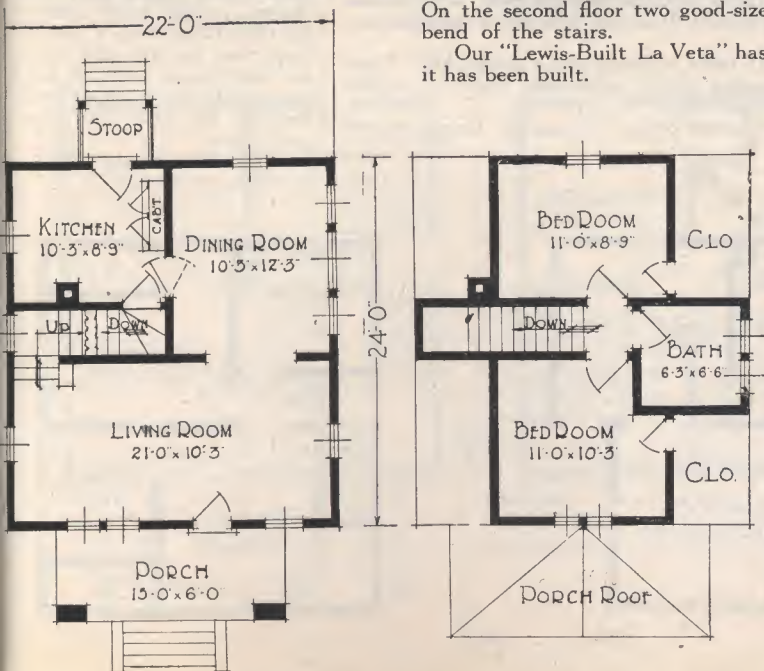 On the second floor two good-size
bend of the stairs.
Our “Lewis-Built La Veta” has
it has been built.
22'-0"
STOOP
KITCHEN
10'-3"x8'-9"
CAB'T
DINING ROOM
10'-3"x12'-3"
UP
DOWN
LIVING ROOM
21'-0"x10'-3"
PORCH
15'-0"x6'-0"
24'-0"
BED ROOM
11'-0"x8'-9"
CLO
DOWN
BATH
6'-3"x6'-6"
BED ROOM
11'-0"x10'-3"
CLO.
PORCH ROOF